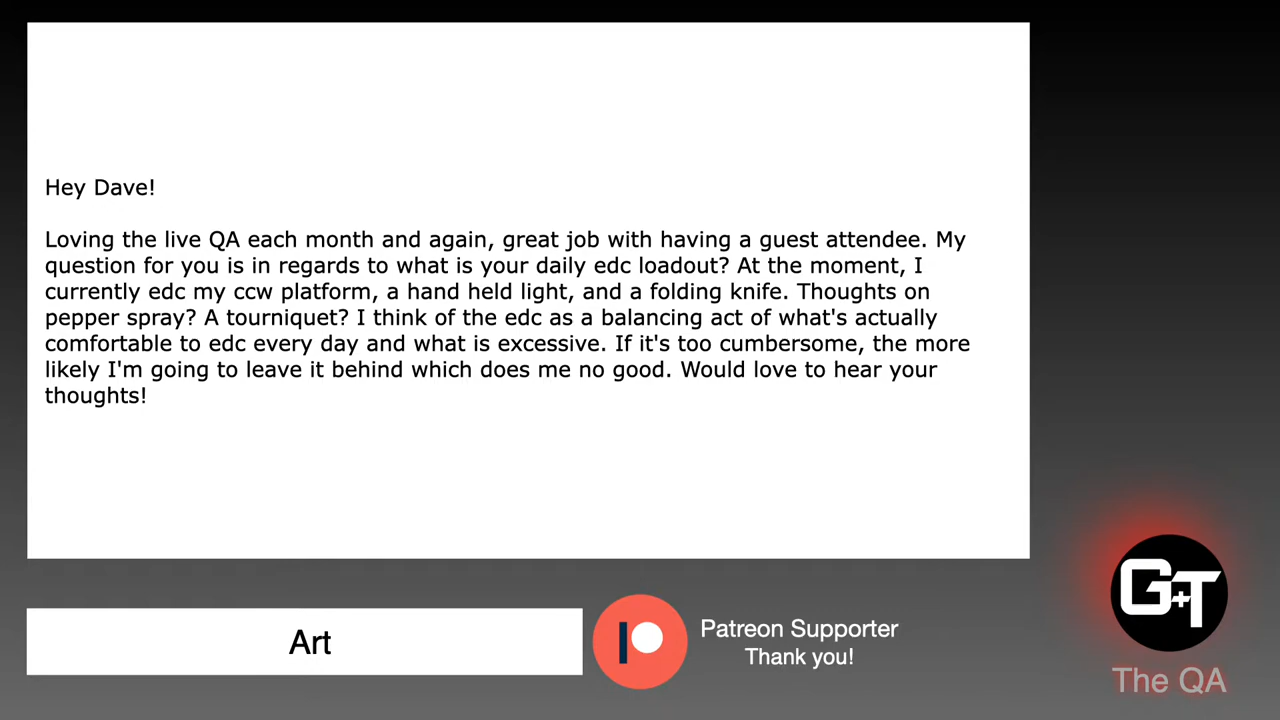 Hey Dave!
Loving the live QA each month and again, great job with having a guest attendee. My
question for you is in regards to what is your daily edc loadout? At the moment, I
currently edc my ccw platform, a hand held light, and a folding knife. Thoughts on
pepper spray? A tourniquet? I think of the edc as a balancing act of what's actually
comfortable to edc every day and what is excessive. If it's too cumbersome, the more
likely I'm going to leave it behind which does me no good. Would love to hear your
thoughts!
Art
Patreon Supporter
Thank you!
G+T
The QA